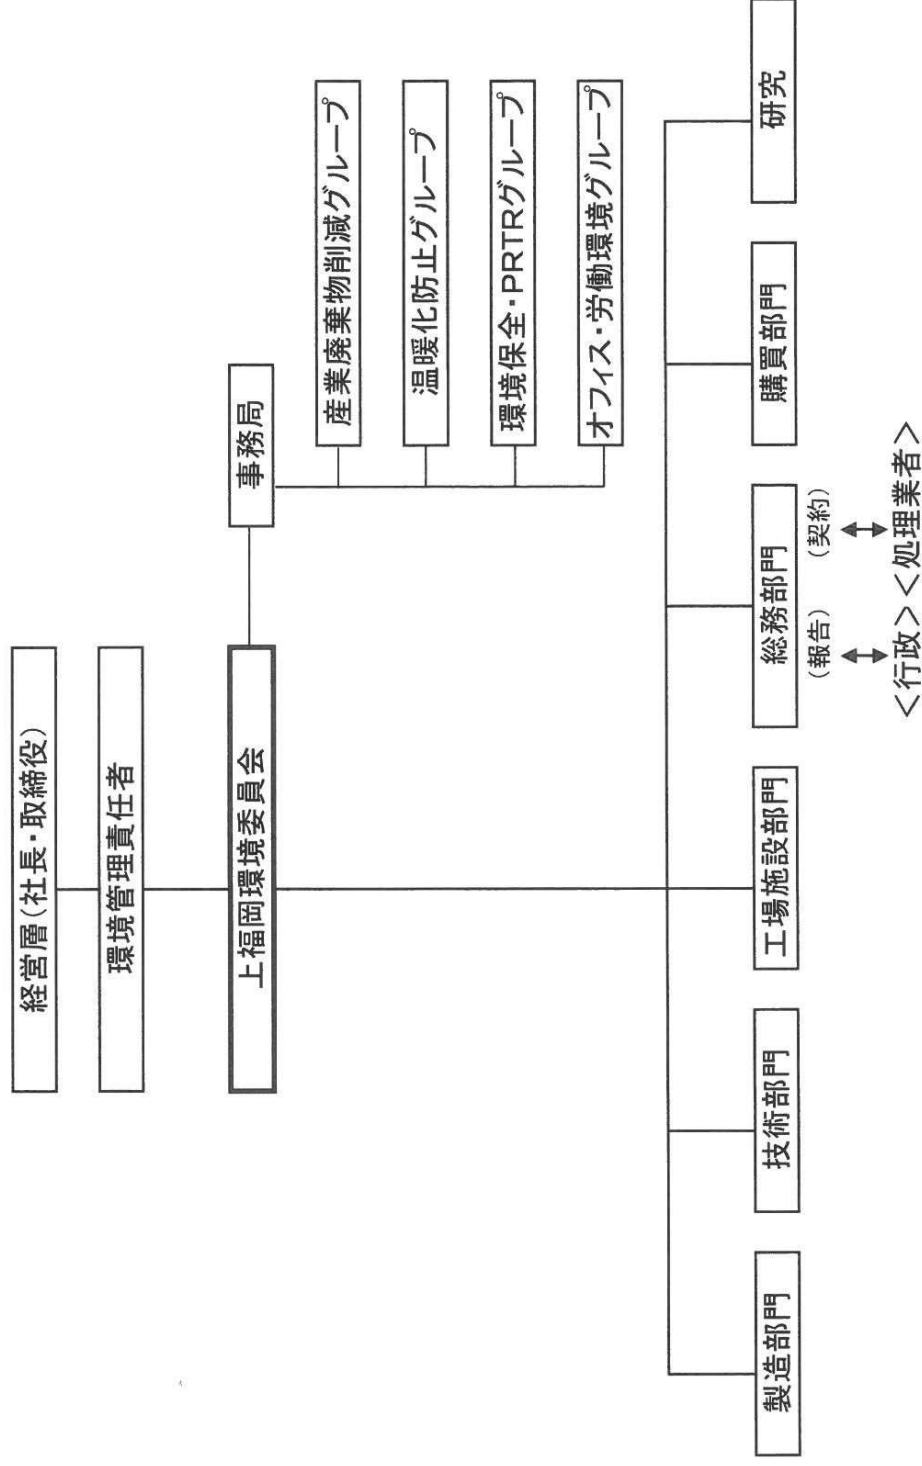 経営層(社長・取締役)
環境管理責任者
上福岡環境委員会
事務局
産業廃棄物削減グループ
温暖化防止グループ
環境保全・PRTRグループ
オフィス・労働環境グループ
製造部門
技術部門
工場施設部門
総務部門
購買部門
研究
(報告)
(契約)
＜行政＞＜処理業者＞